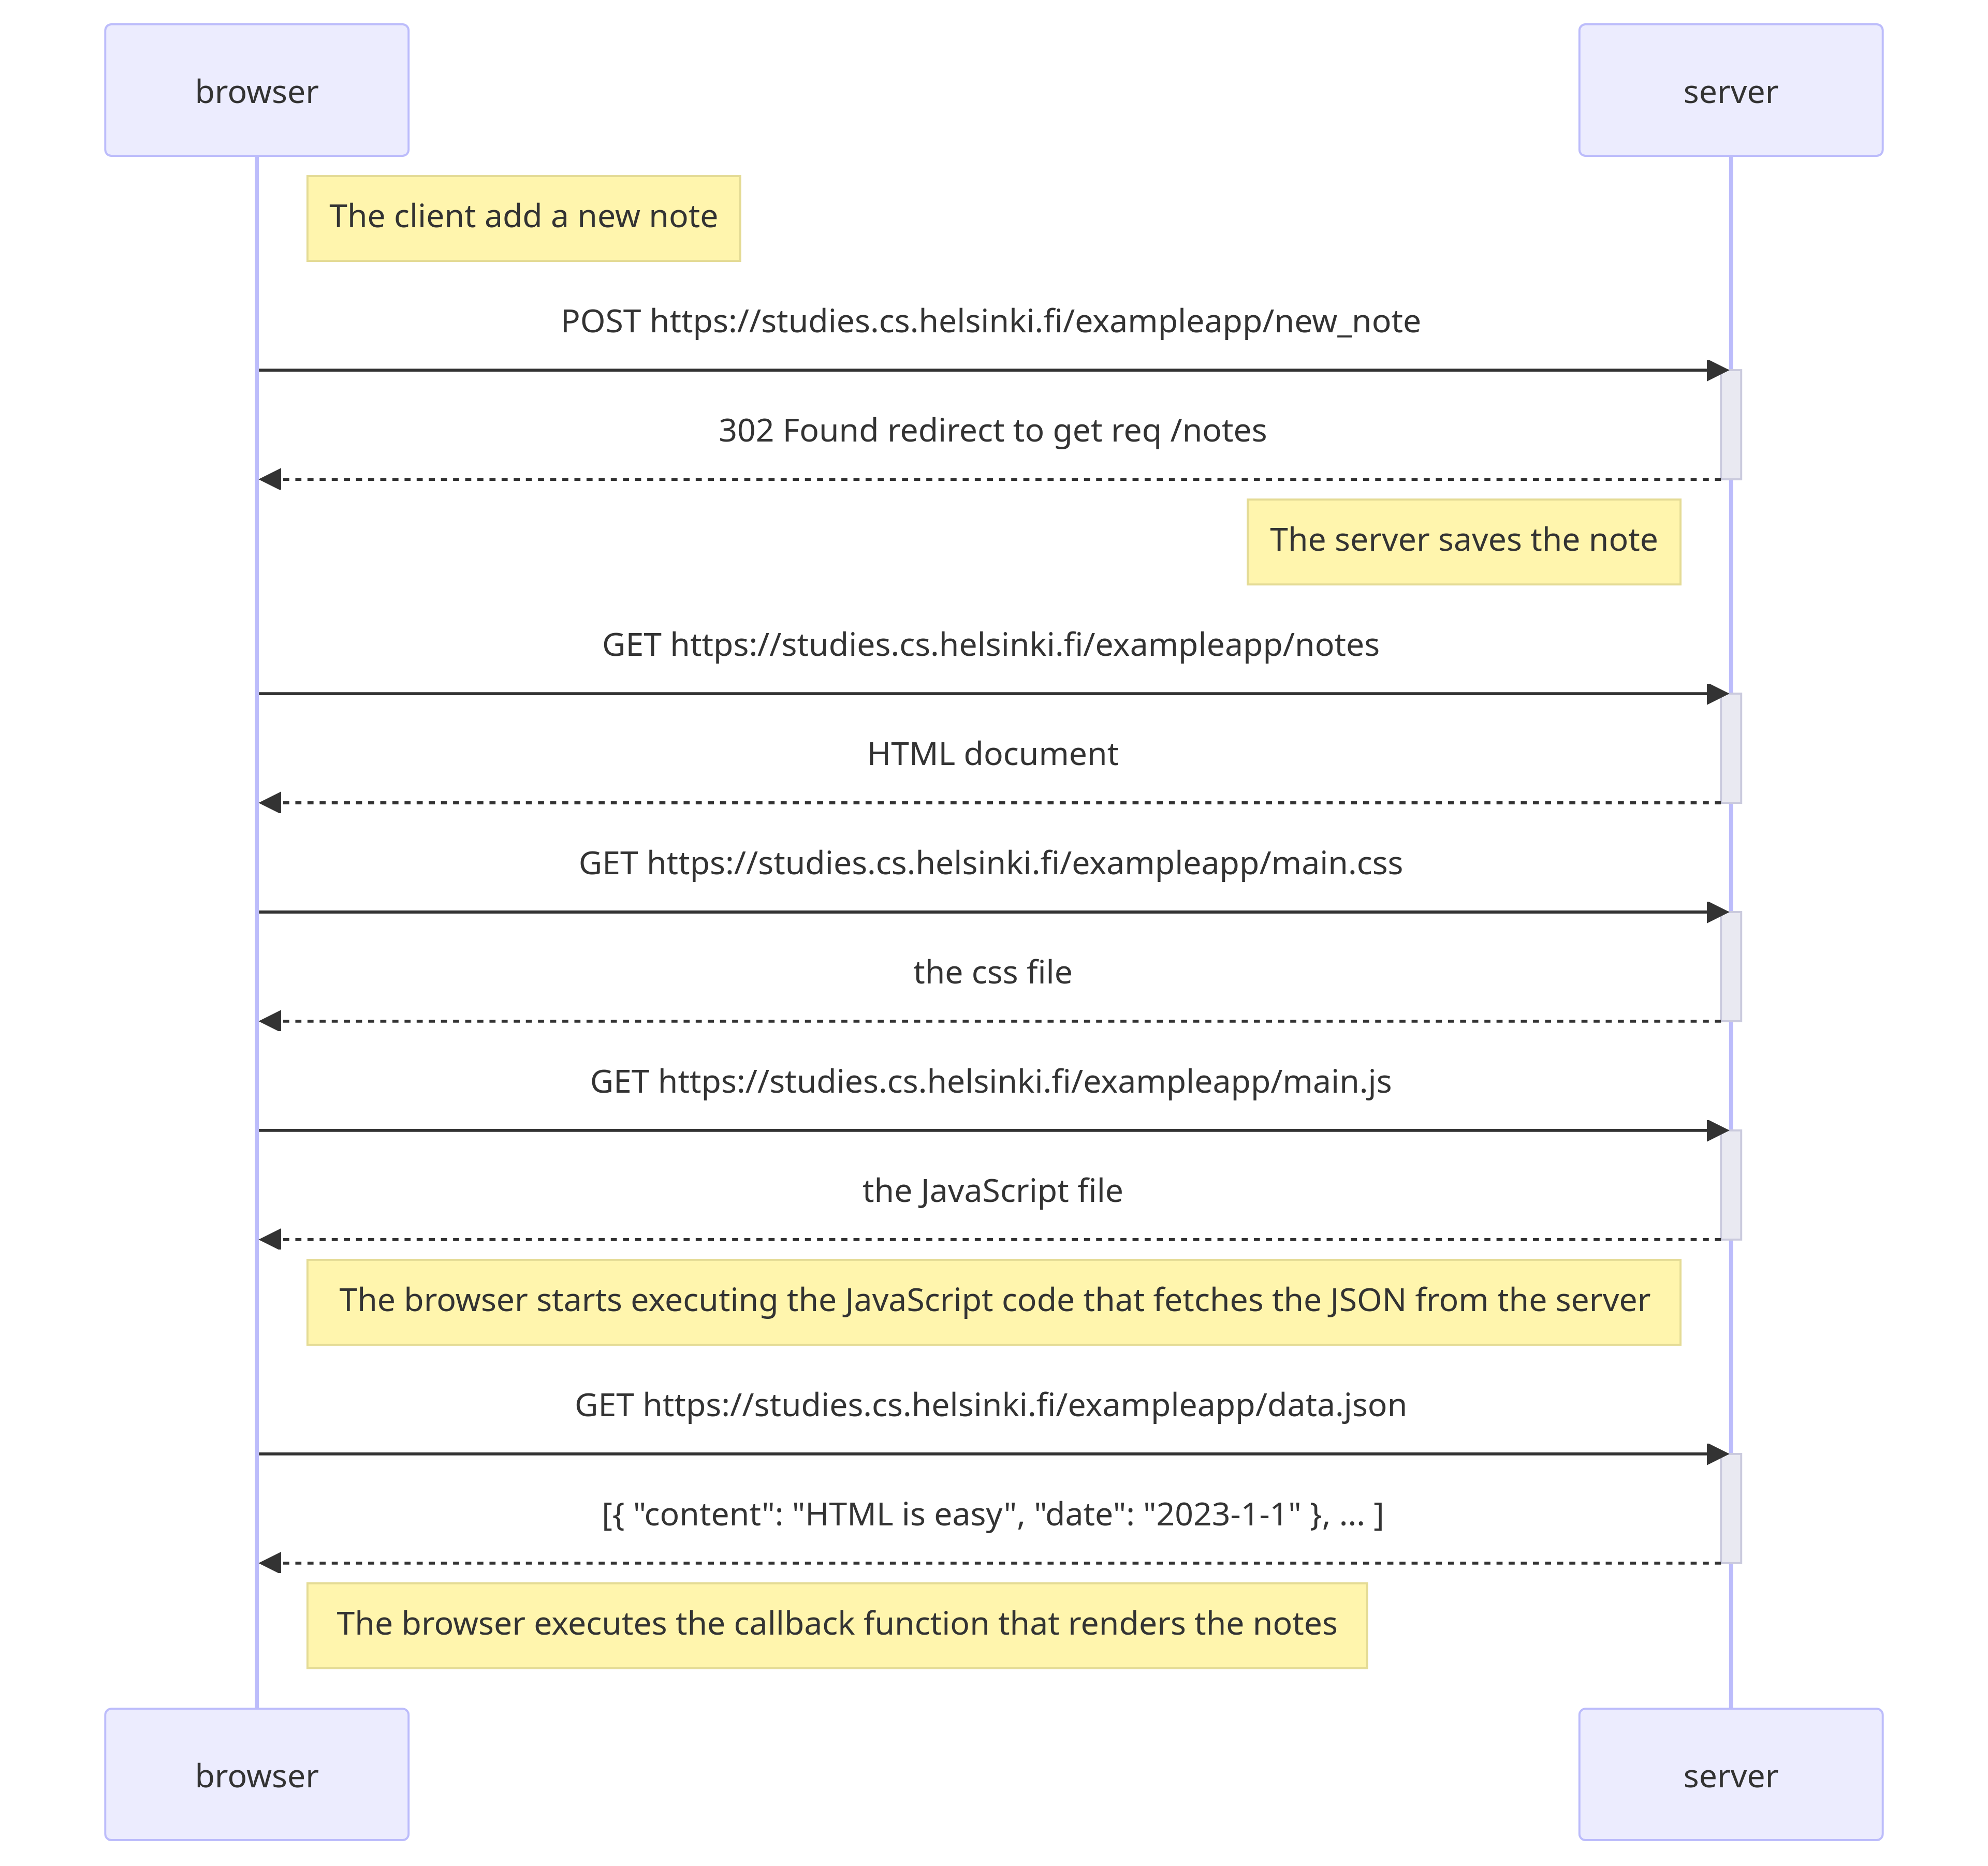 browser
server
The client add a new note
POST https://studies.cs.helsinki.fi/exampleapp/new_note
302 Found redirect to get req /notes
The server saves the note
GET https://studies.cs.helsinki.fi/exampleapp/notes
HTML document
GET https://studies.cs.helsinki.fi/exampleapp/main.css
the css file
GET https://studies.cs.helsinki.fi/exampleapp/main.js
the JavaScript file
The browser starts executing the JavaScript code that fetches the JSON from the server
GET https://studies.cs.helsinki.fi/exampleapp/data.json
[{ "content": "HTML is easy", "date": "2023-1-1" }, ... ]
The browser executes the callback function that renders the notes
browser
server